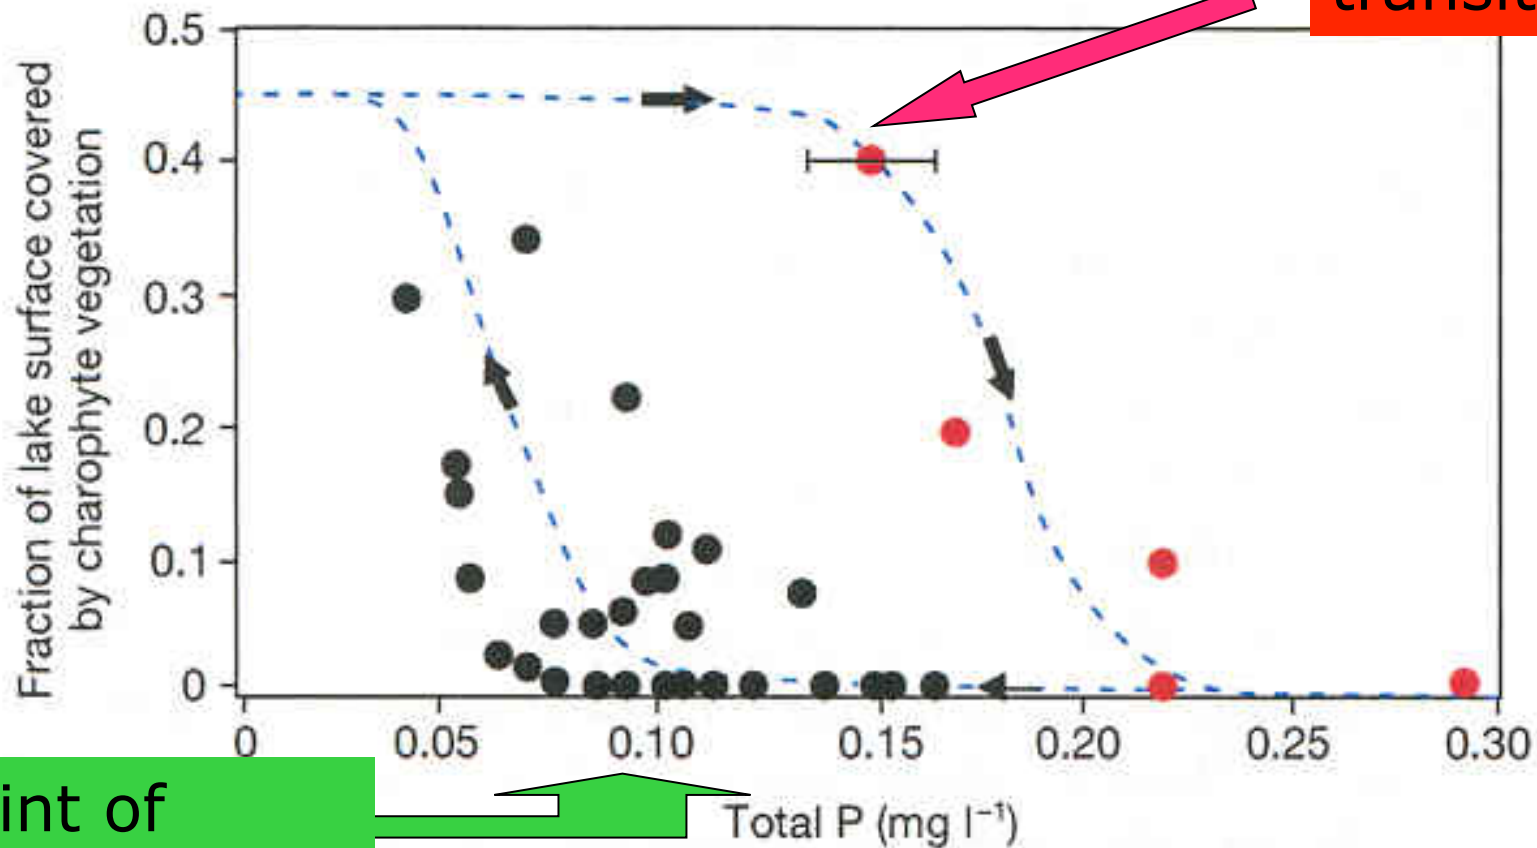 Fraction of lake surface covered
by charophyte vegetation
0.5
0.4
0.3
0.2
0.1
0
0 0.05 0.10 0.15 0.20 0.25 0.30
Total P (mg l⁻¹)
int of